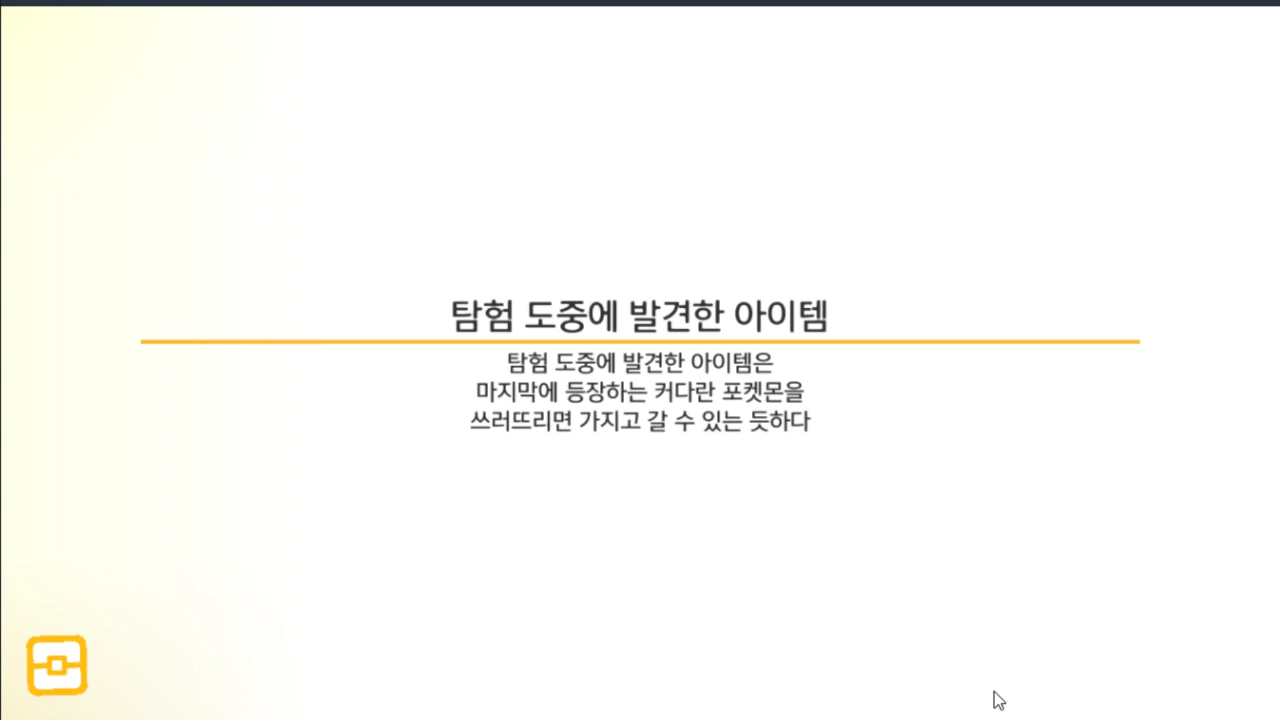 탐험 도중에 발견한 아이템
탐험 도중에 발견한 아이템은
마지막에 등장하는 커다란 포켓몬을
쓰러뜨리면 가지고 갈 수 있는 듯하다